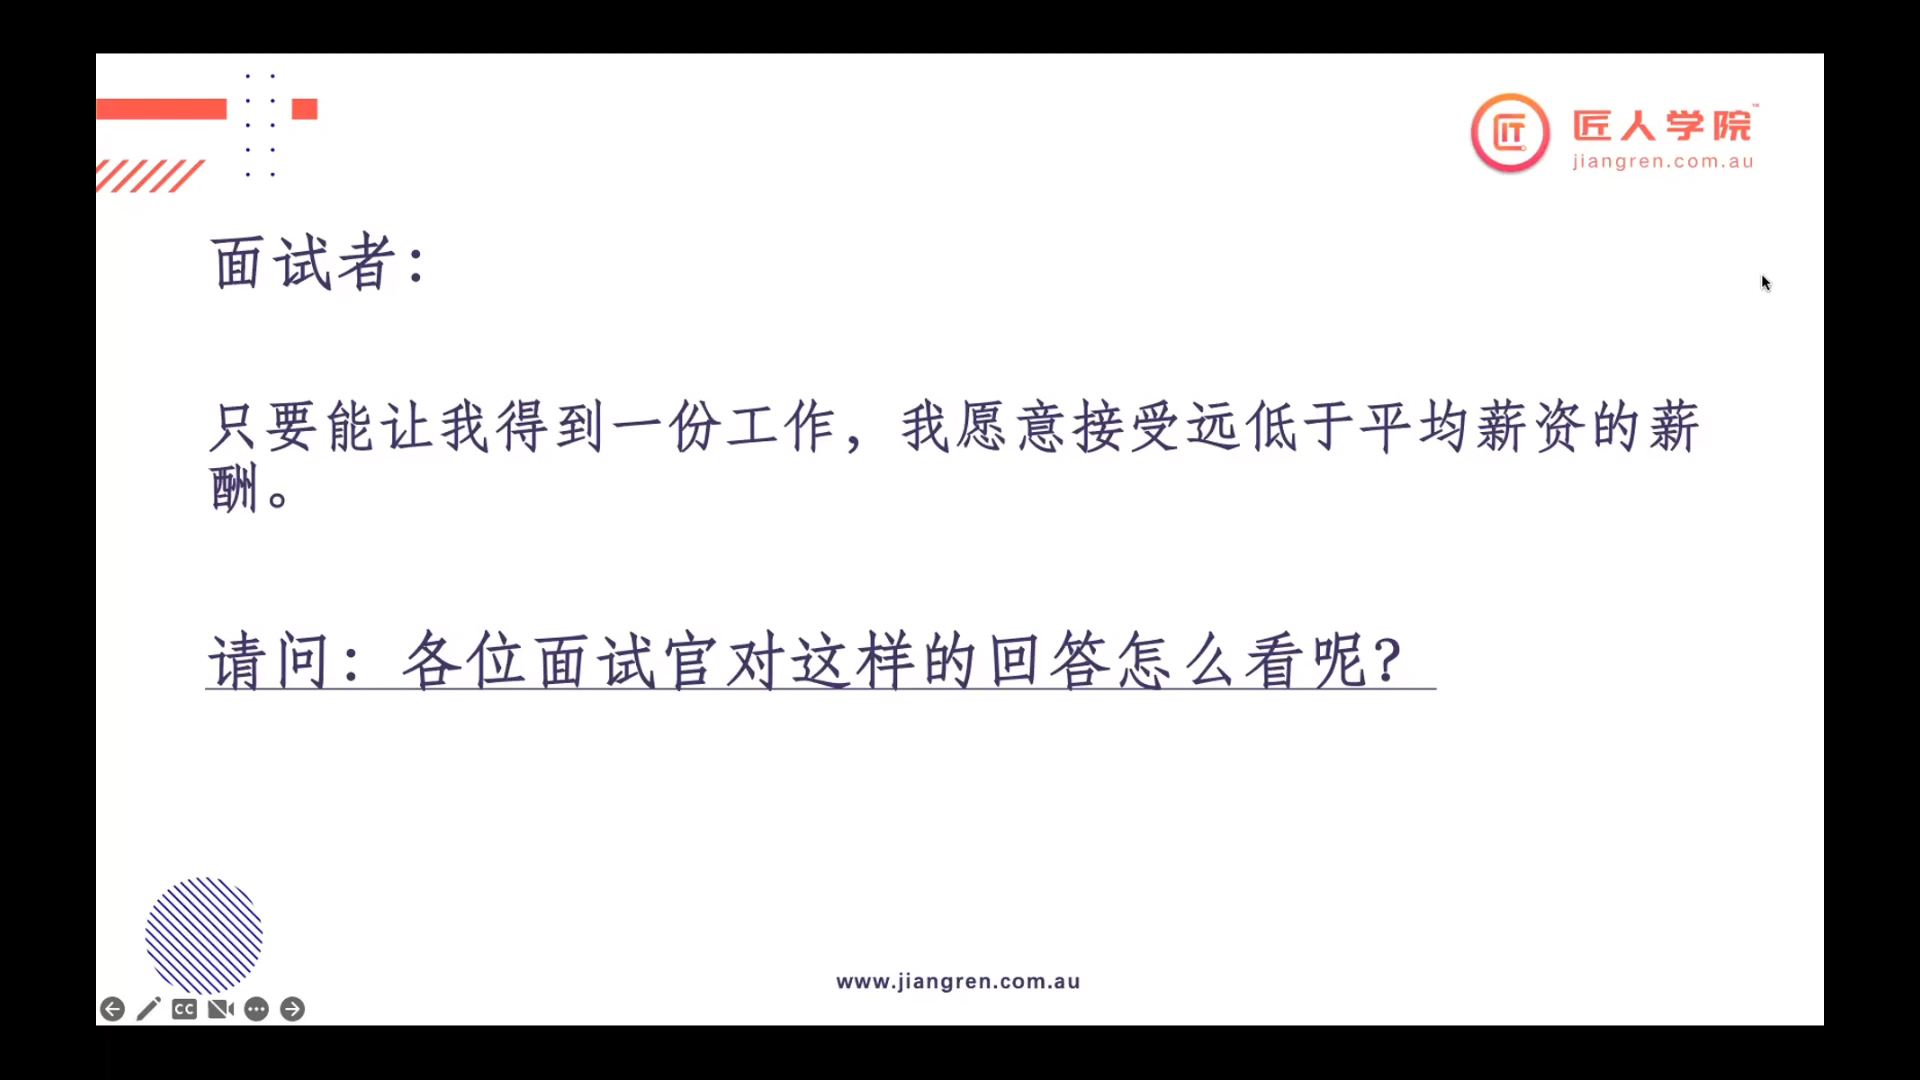 匠人学院™
jiangren.com.au
面试者：
只要能让我得到一份工作，我愿意接受远低于平均薪资的薪
酬。
请问：各位面试官对这样的回答怎么看呢？
www.jiangren.com.au
CC